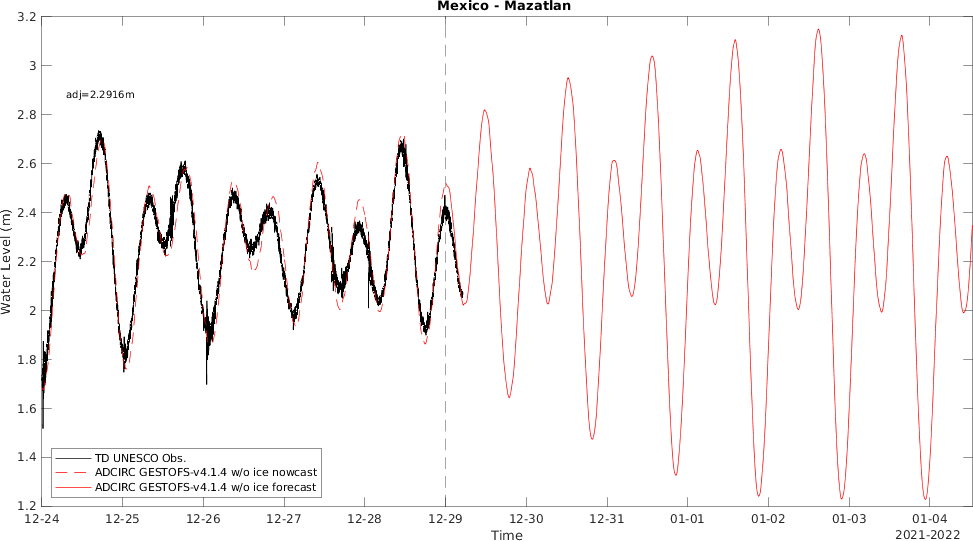 Mexico - Mazatlan
3.2
3
2.8
2.6
2.4
2.2
2
1.8
1.6
1.4
1.2
Water Level (m)
adj=2.2916m
TD UNESCO Obs.
ADCIRC GESTOFS-v4.1.4 w/o ice nowcast
ADCIRC GESTOFS-v4.1.4 w/o ice forecast
12-24 12-25 12-26 12-27 12-28 12-29 12-30 12-31 01-01 01-02 01-03 01-04
Time
2021-2022